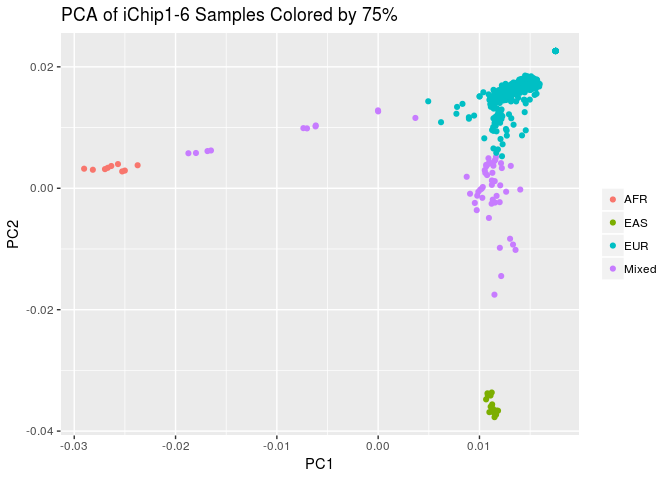 PCA of iChip1-6 Samples Colored by 75%
0.02
0.00
-0.02
-0.04
PC2
-0.03
-0.02
-0.01
0.00
0.01
PC1
AFR
EAS
EUR
Mixed